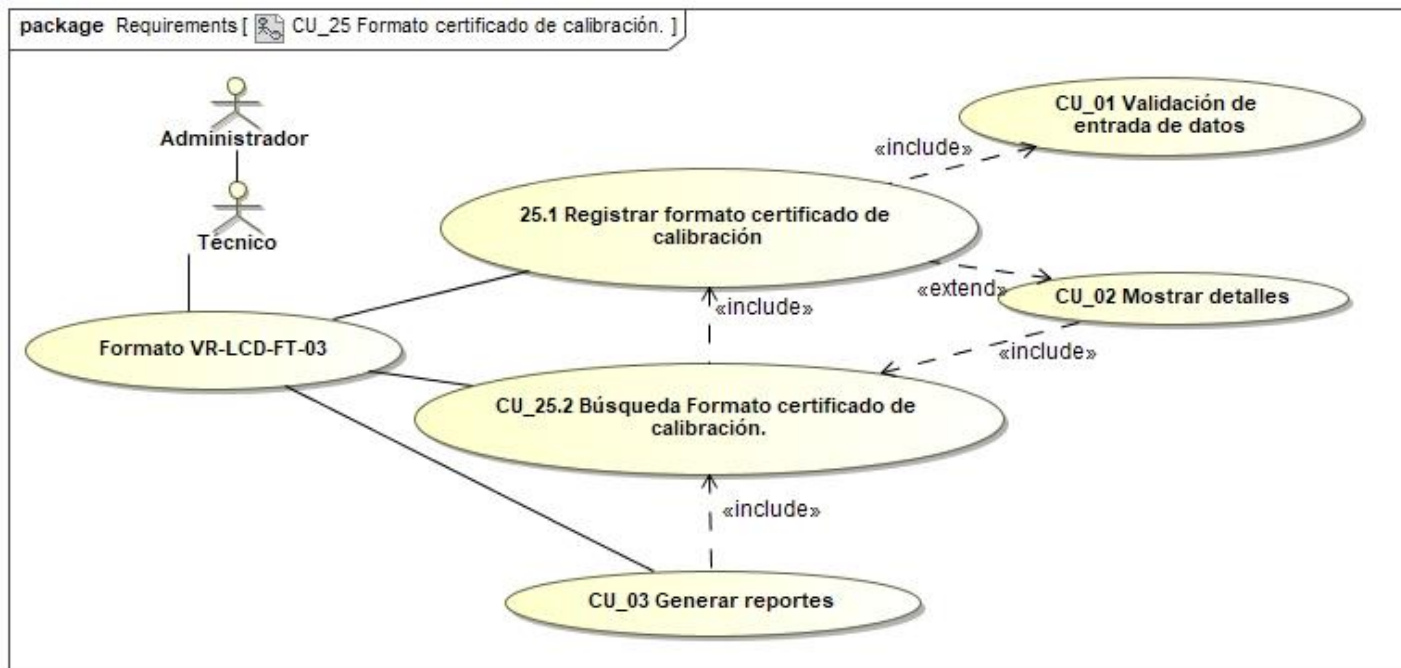 package Requirements [ CU_25 Formato certificado de calibración. ]
Administrador
Técnico
CU_01 Validación de
entrada de datos
«include»
25.1 Registrar formato certificado de
calibración
«extend»
CU_02 Mostrar detalles
«include»
«include»
Formato VR-LCD-FT-03
CU_25.2 Búsqueda Formato certificado de
calibración.
«include»
CU_03 Generar reportes